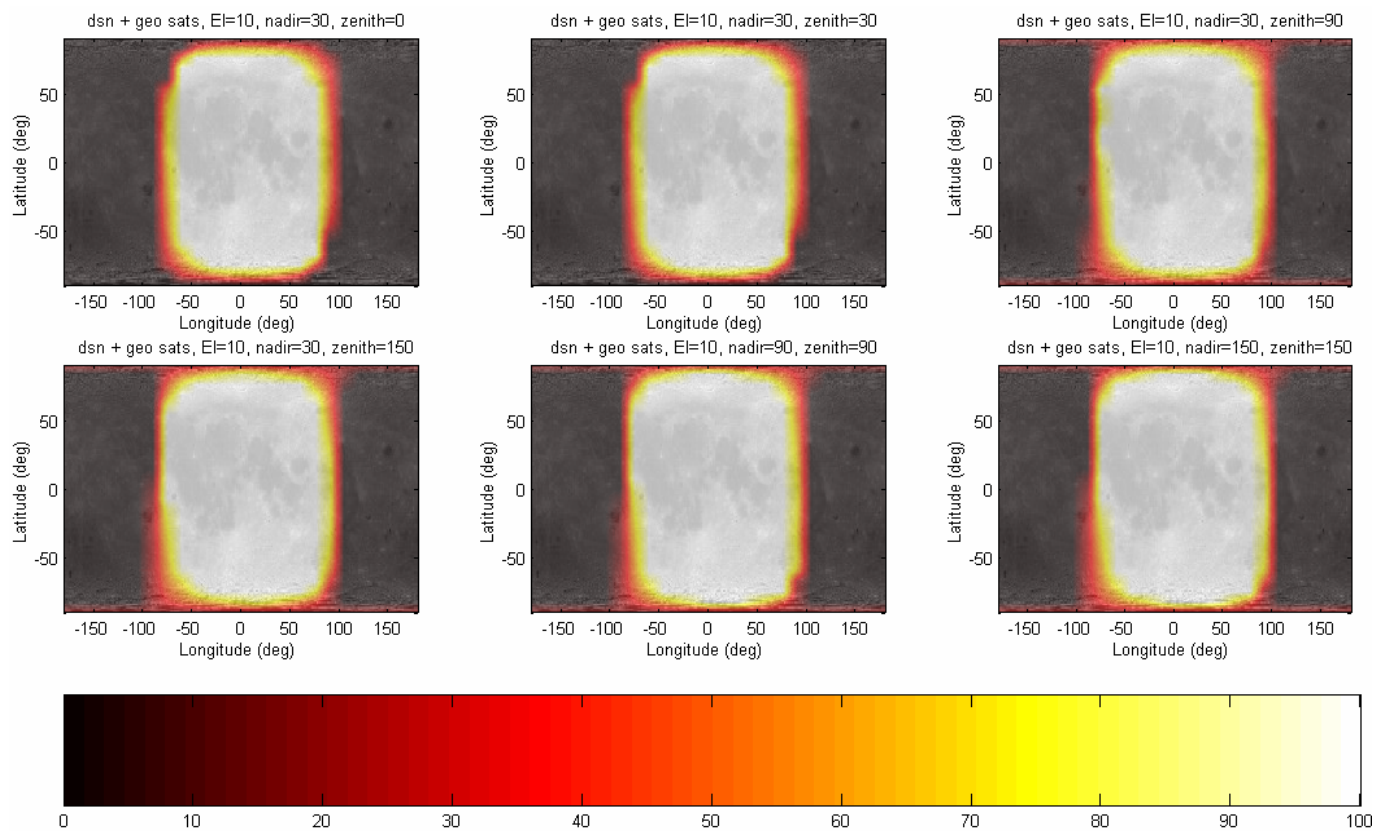 dsn + geo sats, El=10, nadir=30, zenith=0
dsn + geo sats, El=10, nadir=30, zenith=30
dsn + geo sats, El=10, nadir=30, zenith=90
Latitude (deg)
50
0
-50
-150 -100 -50 0 50 100 150
Longitude (deg)
Latitude (deg)
50
0
-50
-150 -100 -50 0 50 100 150
Longitude (deg)
Latitude (deg)
50
0
-50
-150 -100 -50 0 50 100 150
Longitude (deg)
dsn + geo sats, El=10, nadir=30, zenith=150
dsn + geo sats, El=10, nadir=90, zenith=90
dsn + geo sats, El=10, nadir=150, zenith=150
Latitude (deg)
50
0
-50
-150 -100 -50 0 50 100 150
Longitude (deg)
Latitude (deg)
50
0
-50
-150 -100 -50 0 50 100 150
Longitude (deg)
Latitude (deg)
50
0
-50
-150 -100 -50 0 50 100 150
Longitude (deg)
0 10 20 30 40 50 60 70 80 90 100